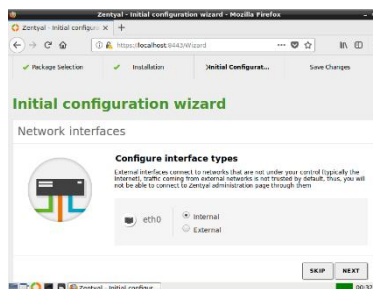 Zentyal - Initial configuration wizard - Mozilla Firefox
Zentyal - Initial configur
https://localhost:8443/Wizard
Package Selection
Installation
Initial Configurat...
Save Changes
Initial configuration wizard
Network interfaces
Configure interface types
External interfaces connect to networks that are not under your control (typically the
Internet), traffic coming from external networks is not trusted by default, thus, you will
not be able to connect to Zentyal administration page through them
eth0
Internal
External
SKIP
NEXT
Zentyal - Initial configur...